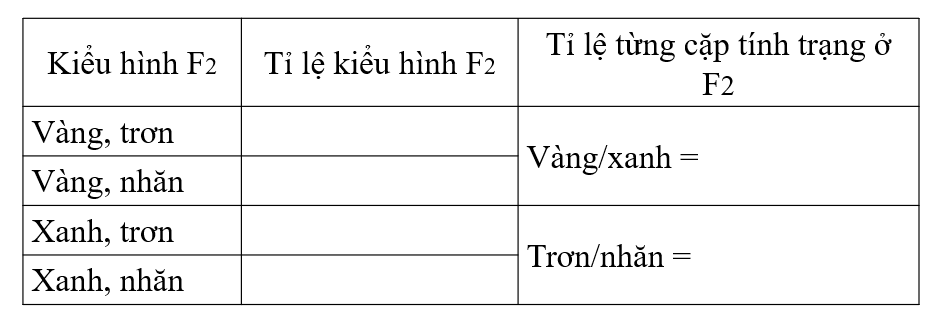 Kiểu hình F2
Tỉ lệ kiểu hình F2
Tỉ lệ từng cặp tính trạng ở
F2
Vàng, trơn
Vàng/xanh =
Vàng, nhăn
Xanh, trơn
Trơn/nhăn =
Xanh, nhăn